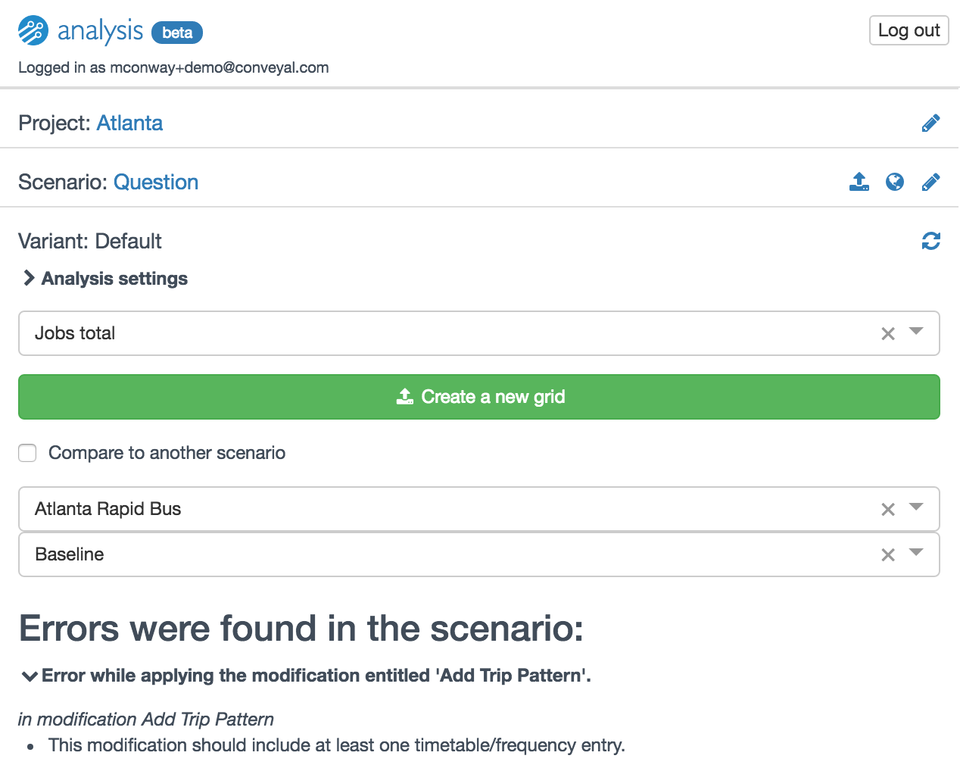 analysis beta
Log out
Logged in as mconway+demo@conveyal.com
Project: Atlanta
Scenario: Question
Variant: Default
Analysis settings
Jobs total
Create a new grid
Compare to another scenario
Atlanta Rapid Bus
Baseline
Errors were found in the scenario:
Error while applying the modification entitled 'Add Trip Pattern'.
in modification Add Trip Pattern
• This modification should include at least one timetable/frequency entry.